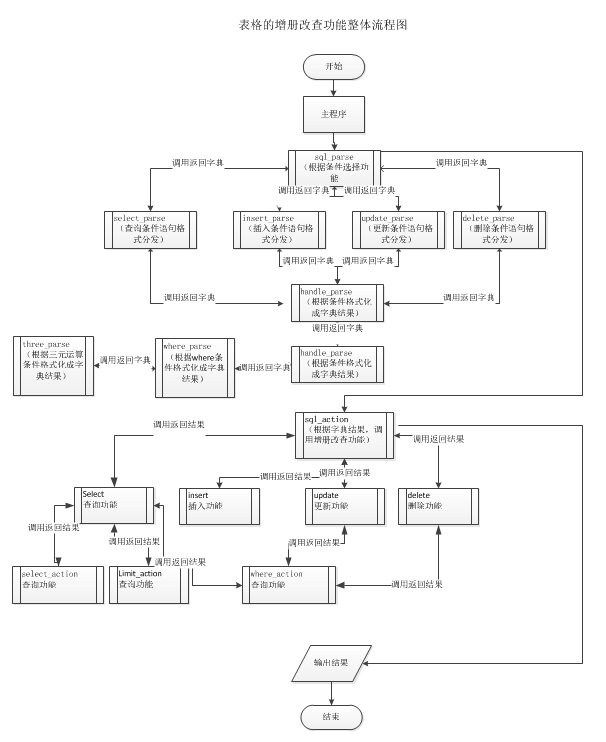 表格的增册改查功能整体流程图
开始
主程序
sql_parse
（根据条件选择功
能
调用返回字典
调用返回字典
调用返回字典
调用返回字典
select_parse
（查询条件语句格
式分发）
insert_parse
（插入条件语句格
式分发）
update_parse
（更新条件语句格
式分发）
delete_parse
（删除条件语句格
式分发）
调用返回字典
调用返回字典
调用返回字典
调用返回字典
handle_parse
（根据条件格式化
成字典结果）
调用返回字典
three_parse
（根据三元运算
条件格式化成字
典结果）
调用返回字典
where_parse
（根据where条
件格式化成字典
结果）
调用返回字典
handle_parse
（根据条件格式化
成字典结果）
sql_action
（根据字典结果，调
用增册改查功能）
调用返回结果
调用返回结果
调用返回结果
调用返回结果
Select
查询功能
insert
插入功能
update
更新功能
delete
删除功能
调用返回结果
调用返回结果
调用返回结果
调用返回结果
调用返回结果
select_action
查询功能
Limit_action
查询功能
where_action
查询功能
输出结果
结束